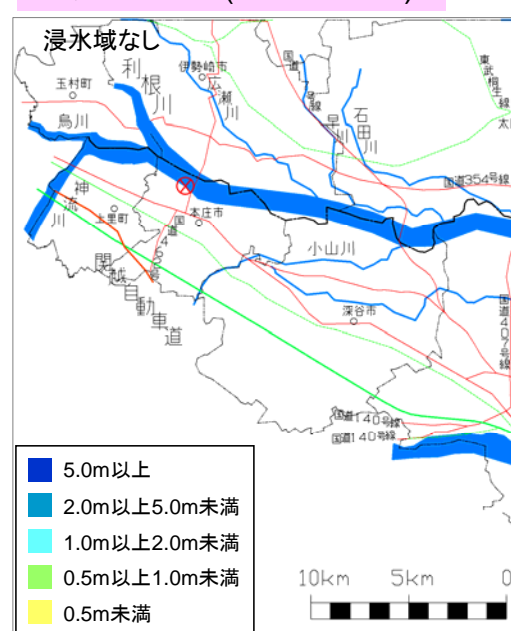 浸水域なし
国道
号線
東武桐生線
太
伊勢崎市
利根川
広瀬川
早川
石田川
玉村町
烏川
国道354号線
神流川
上里町
本庄市
小山川
関越自動車道
深谷市
国道407号線
国道140号線
国道140号線
5.0m以上
2.0m以上5.0m未満
1.0m以上2.0m未満
0.5m以上1.0m未満
0.5m未満
10km 5km 0